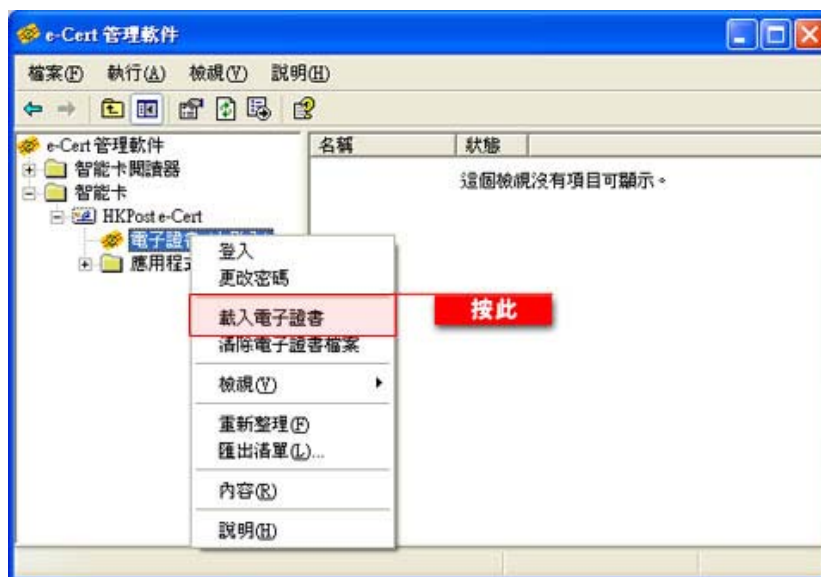 e-Cert 管理軟件
檔案(F) 執行(A) 檢視(V) 說明(H)
e-Cert 管理軟件
智能卡閱讀器
智能卡
HKPost e-Cert
電子證
應用程
名稱 狀態
這個檢視沒有項目可顯示。
登入
更改密碼
載入電子證書
按此
清除電子證書檔案
檢視(V)
重新整理(F)
匯出清單(L)...
內容(R)
說明(H)